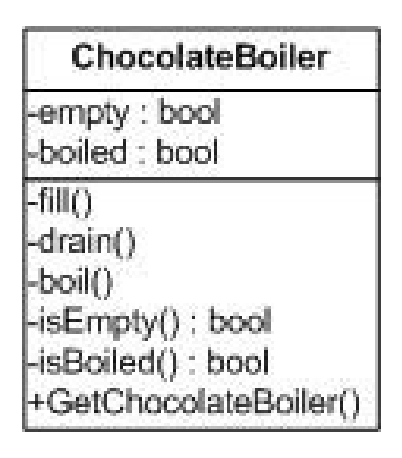 ChocolateBoiler
-empty : bool
-boiled : bool
-fill()
-drain()
-boil()
-isEmpty() : bool
-isBoiled() : bool
+GetChocolateBoiler()